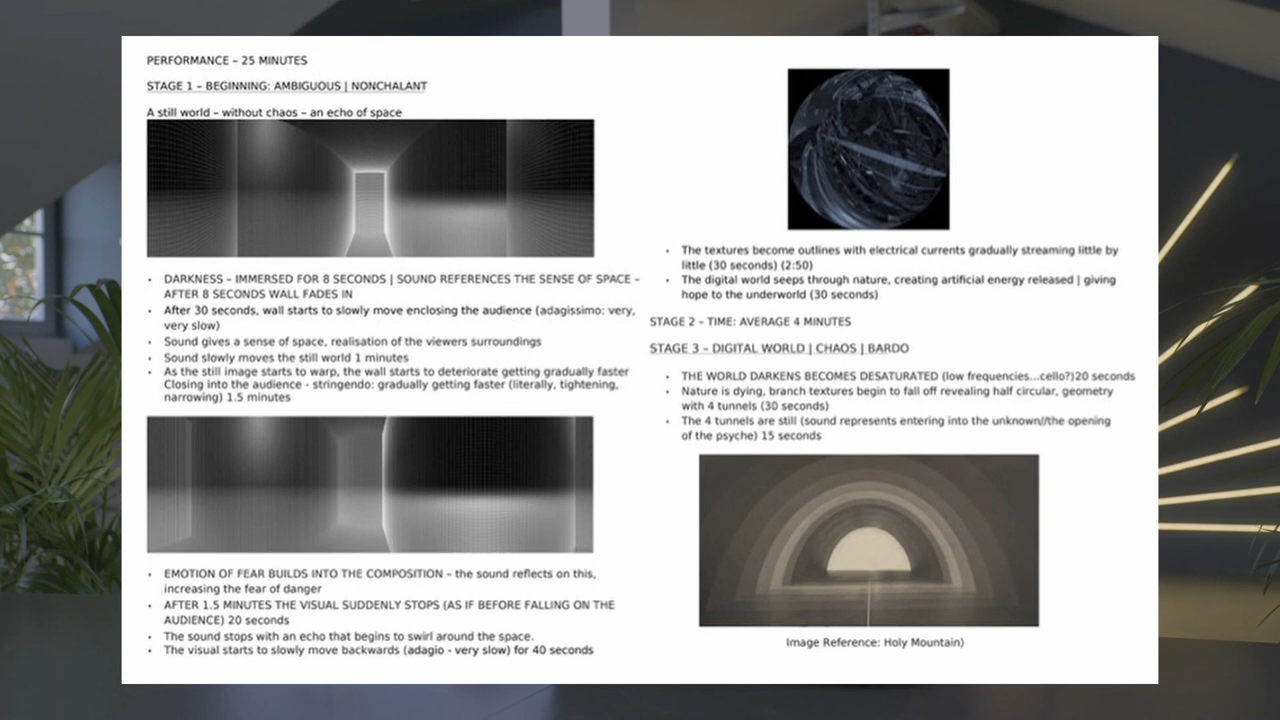 PERFORMANCE – 25 MINUTES
STAGE 1 – BEGINNING: AMBIGUOUS | NONCHALANT
A still world – without chaos – an echo of space
• DARKNESS – IMMERSED FOR 8 SECONDS | SOUND REFERENCES THE SENSE OF SPACE –
AFTER 8 SECONDS WALL FADES IN
• After 30 seconds, wall starts to slowly move enclosing the audience (adagissimo: very,
very slow)
• Sound gives a sense of space, realisation of the viewers surroundings
• Sound slowly moves the still world 1 minutes
• As the still image starts to warp, the wall starts to deteriorate getting gradually faster
Closing into the audience - stringendo: gradually getting faster (literally, tightening,
narrowing) 1.5 minutes
• EMOTION OF FEAR BUILDS INTO THE COMPOSITION – the sound reflects on this,
increasing the fear of danger
• AFTER 1.5 MINUTES THE VISUAL SUDDENLY STOPS (AS IF BEFORE FALLING ON THE
AUDIENCE) 20 seconds
• The sound stops with an echo that begins to swirl around the space.
• The visual starts to slowly move backwards (adagio - very slow) for 40 seconds
• The textures become outlines with electrical currents gradually streaming little by
little (30 seconds) (2:50)
• The digital world seeps through nature, creating artificial energy released | giving
hope to the underworld (30 seconds)
STAGE 2 – TIME: AVERAGE 4 MINUTES
STAGE 3 – DIGITAL WORLD | CHAOS | BARDO
• THE WORLD DARKENS BECOMES DESATURATED (low frequencies...cello?)20 seconds
• Nature is dying, branch textures begin to fall off revealing half circular, geometry
with 4 tunnels (30 seconds)
• The 4 tunnels are still (sound represents entering into the unknown//the opening
of the psyche) 15 seconds
Image Reference: Holy Mountain)